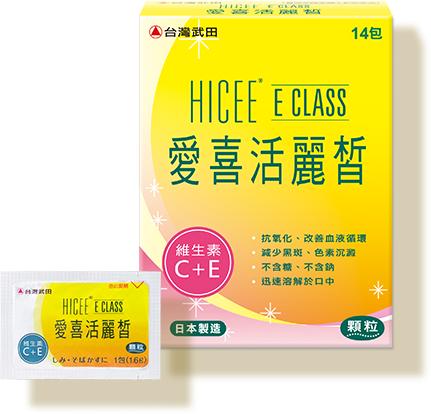 台灣武田
14包
HICEE® E CLASS
愛喜活麗皙
維生素
C+E
抗氧化、改善血液循環
減少黑斑、色素沉澱
不含糖、不含鈉
迅速溶解於口中
日本製造
顆粒
台灣武田
HICEE® E CLASS
愛喜活麗皙
顆粒
維生素
C+E
しみ・そばかすに 1包(1.6g)